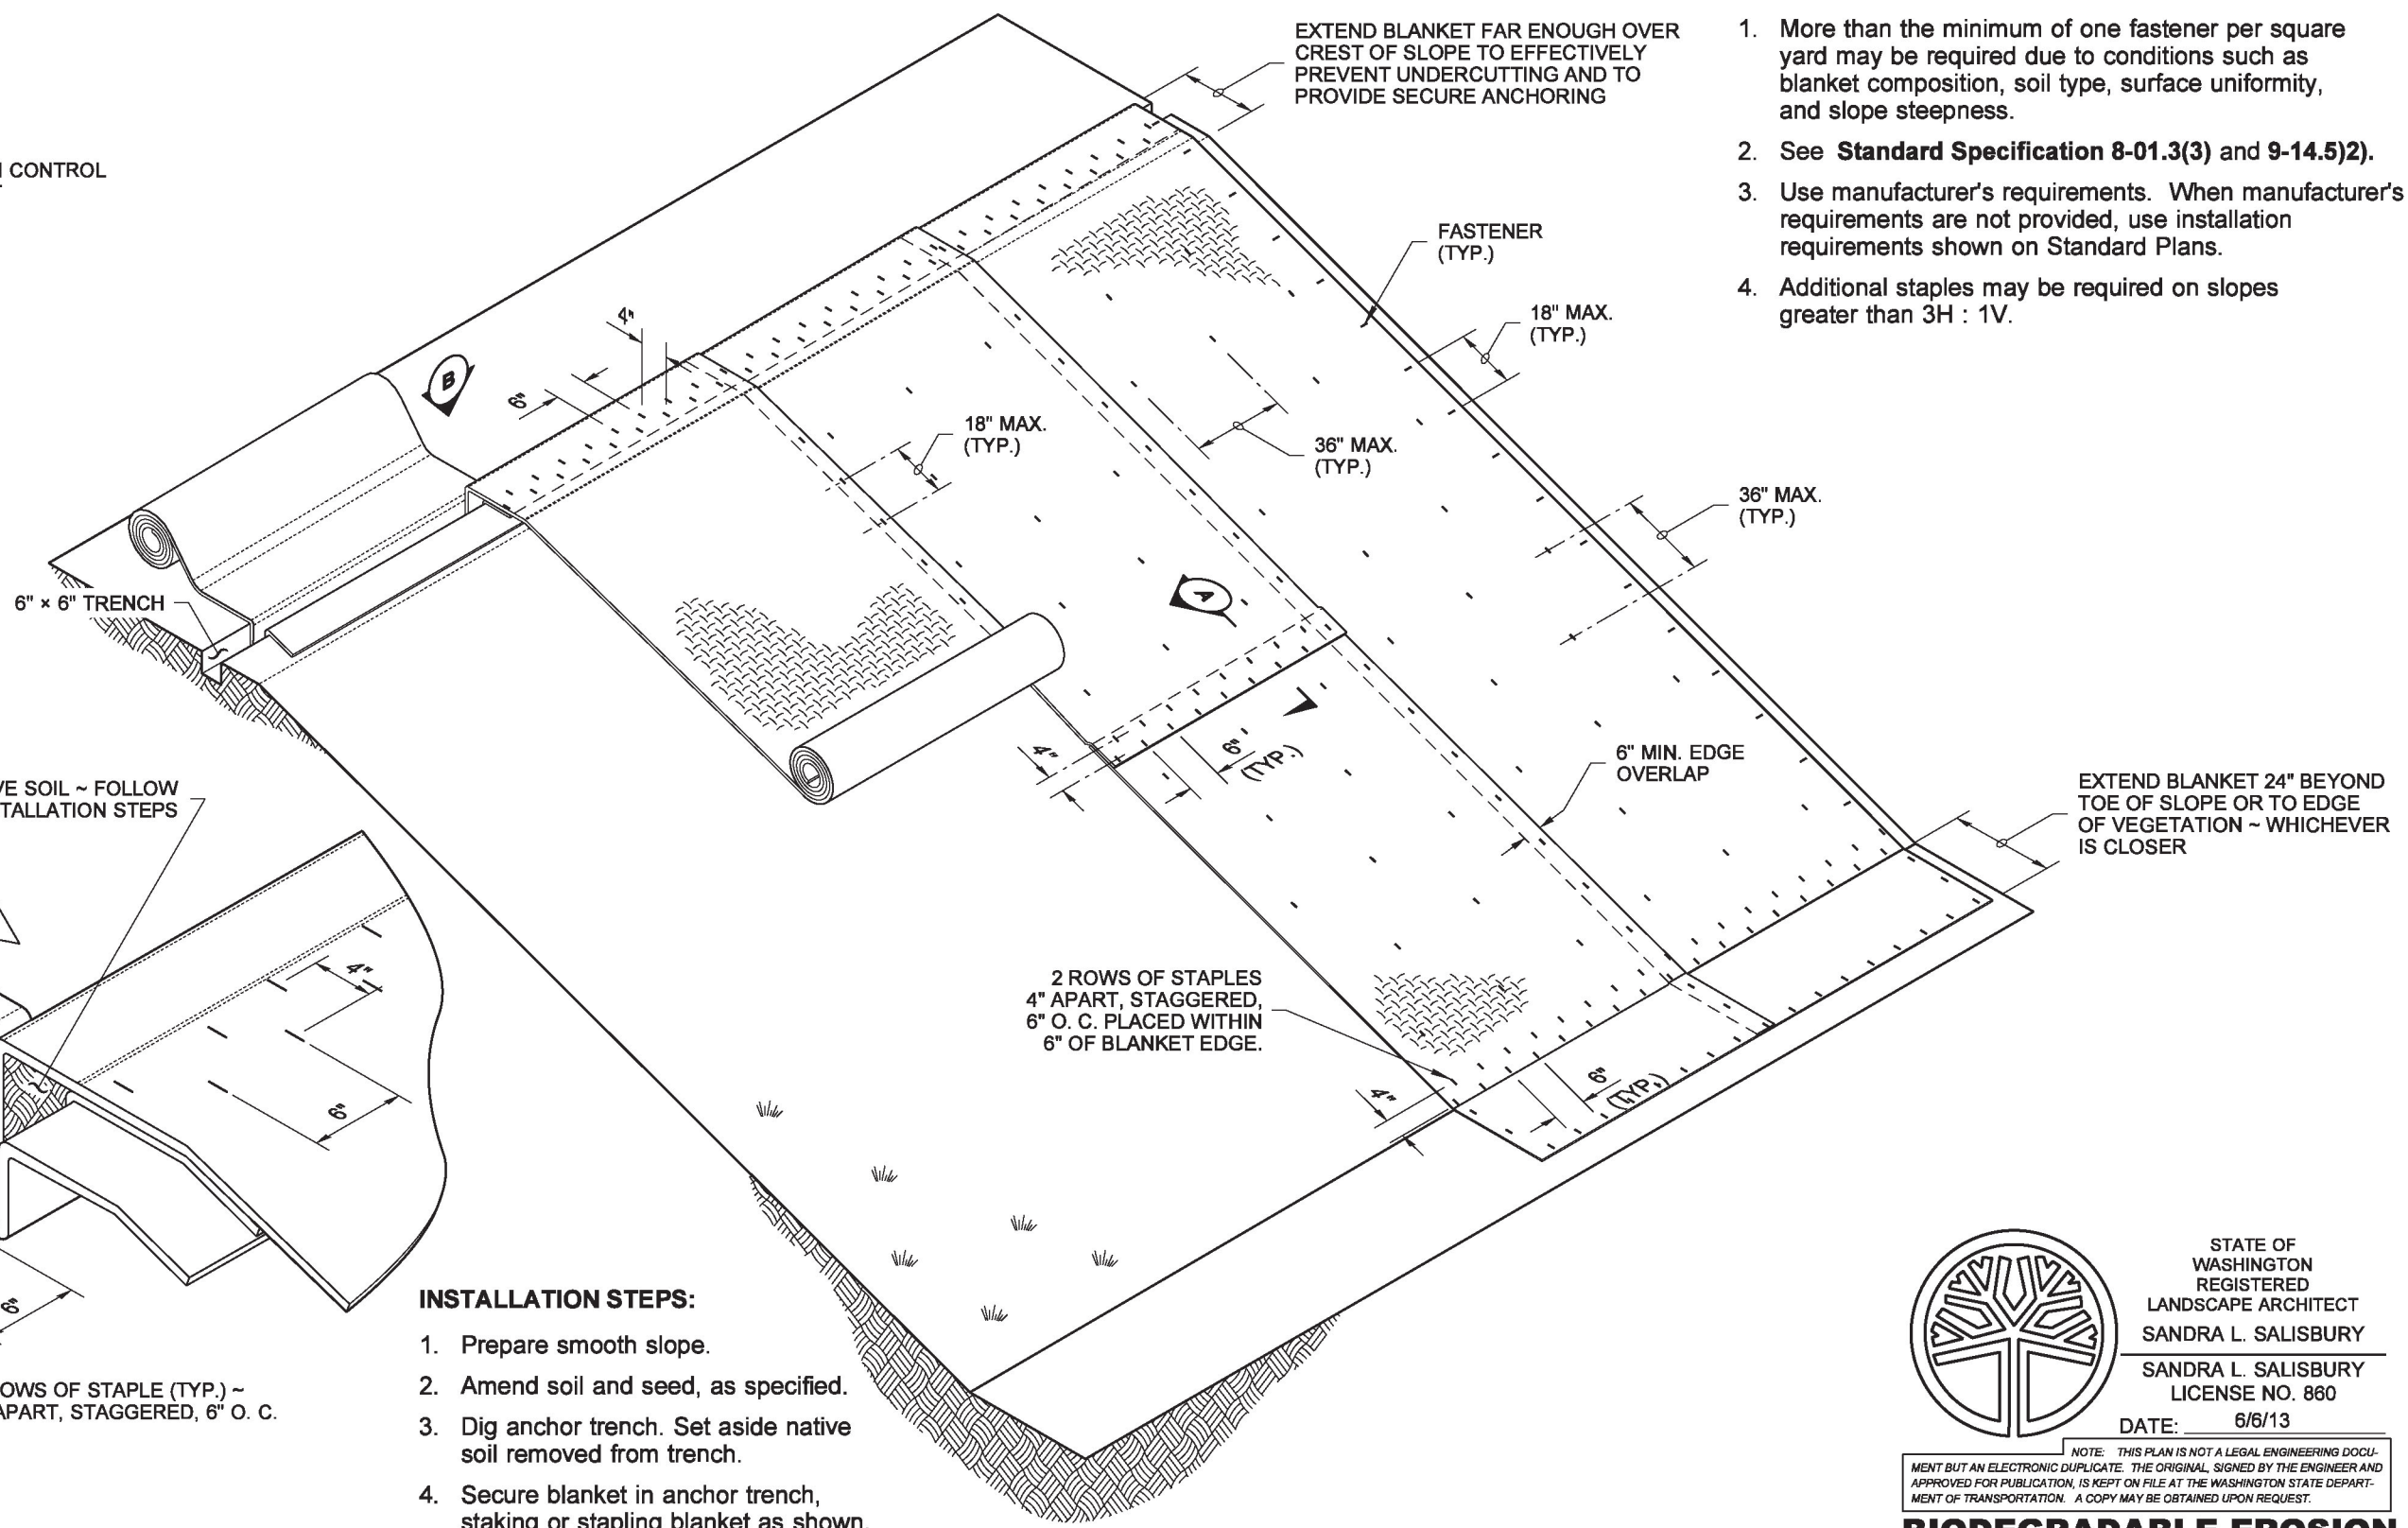 EXTEND BLANKET FAR ENOUGH OVER
CREST OF SLOPE TO EFFECTIVELY
PREVENT UNDERCUTTING AND TO
PROVIDE SECURE ANCHORING
1. More than the minimum of one fastener per square
yard may be required due to conditions such as
blanket composition, soil type, surface uniformity,
and slope steepness.
2. See Standard Specification 8-01.3(3) and 9-14.5)2).
3. Use manufacturer's requirements. When manufacturer's
requirements are not provided, use installation
requirements shown on Standard Plans.
4. Additional staples may be required on slopes
greater than 3H : 1V.
CONTROL
FASTENER
(TYP.)
18" MAX.
(TYP.)
4"
B
6"
18" MAX.
(TYP.)
36" MAX.
(TYP.)
36" MAX.
(TYP.)
6" × 6" TRENCH
A
4"
6"
(TYP.)
6" MIN. EDGE
OVERLAP
EXTEND BLANKET 24" BEYOND
TOE OF SLOPE OR TO EDGE
OF VEGETATION ~ WHICHEVER
IS CLOSER
VE SOIL ~ FOLLOW
TALLATION STEPS
4"
6"
2 ROWS OF STAPLES
4" APART, STAGGERED,
6" O. C. PLACED WITHIN
6" OF BLANKET EDGE.
4"
6"
(TYP.)
6"
OWS OF STAPLE (TYP.) ~
APART, STAGGERED, 6" O. C.
INSTALLATION STEPS:
1. Prepare smooth slope.
2. Amend soil and seed, as specified.
3. Dig anchor trench. Set aside native
soil removed from trench.
4. Secure blanket in anchor trench,
staking or stapling blanket as shown.
STATE OF
WASHINGTON
REGISTERED
LANDSCAPE ARCHITECT
SANDRA L. SALISBURY
SANDRA L. SALISBURY
LICENSE NO. 860
DATE: 6/6/13
NOTE: THIS PLAN IS NOT A LEGAL ENGINEERING DOCU-
MENT BUT AN ELECTRONIC DUPLICATE. THE ORIGINAL, SIGNED BY THE ENGINEER AND
APPROVED FOR PUBLICATION, IS KEPT ON FILE AT THE WASHINGTON STATE DEPART-
MENT OF TRANSPORTATION. A COPY MAY BE OBTAINED UPON REQUEST.
BIODEGRADABLE EROSION